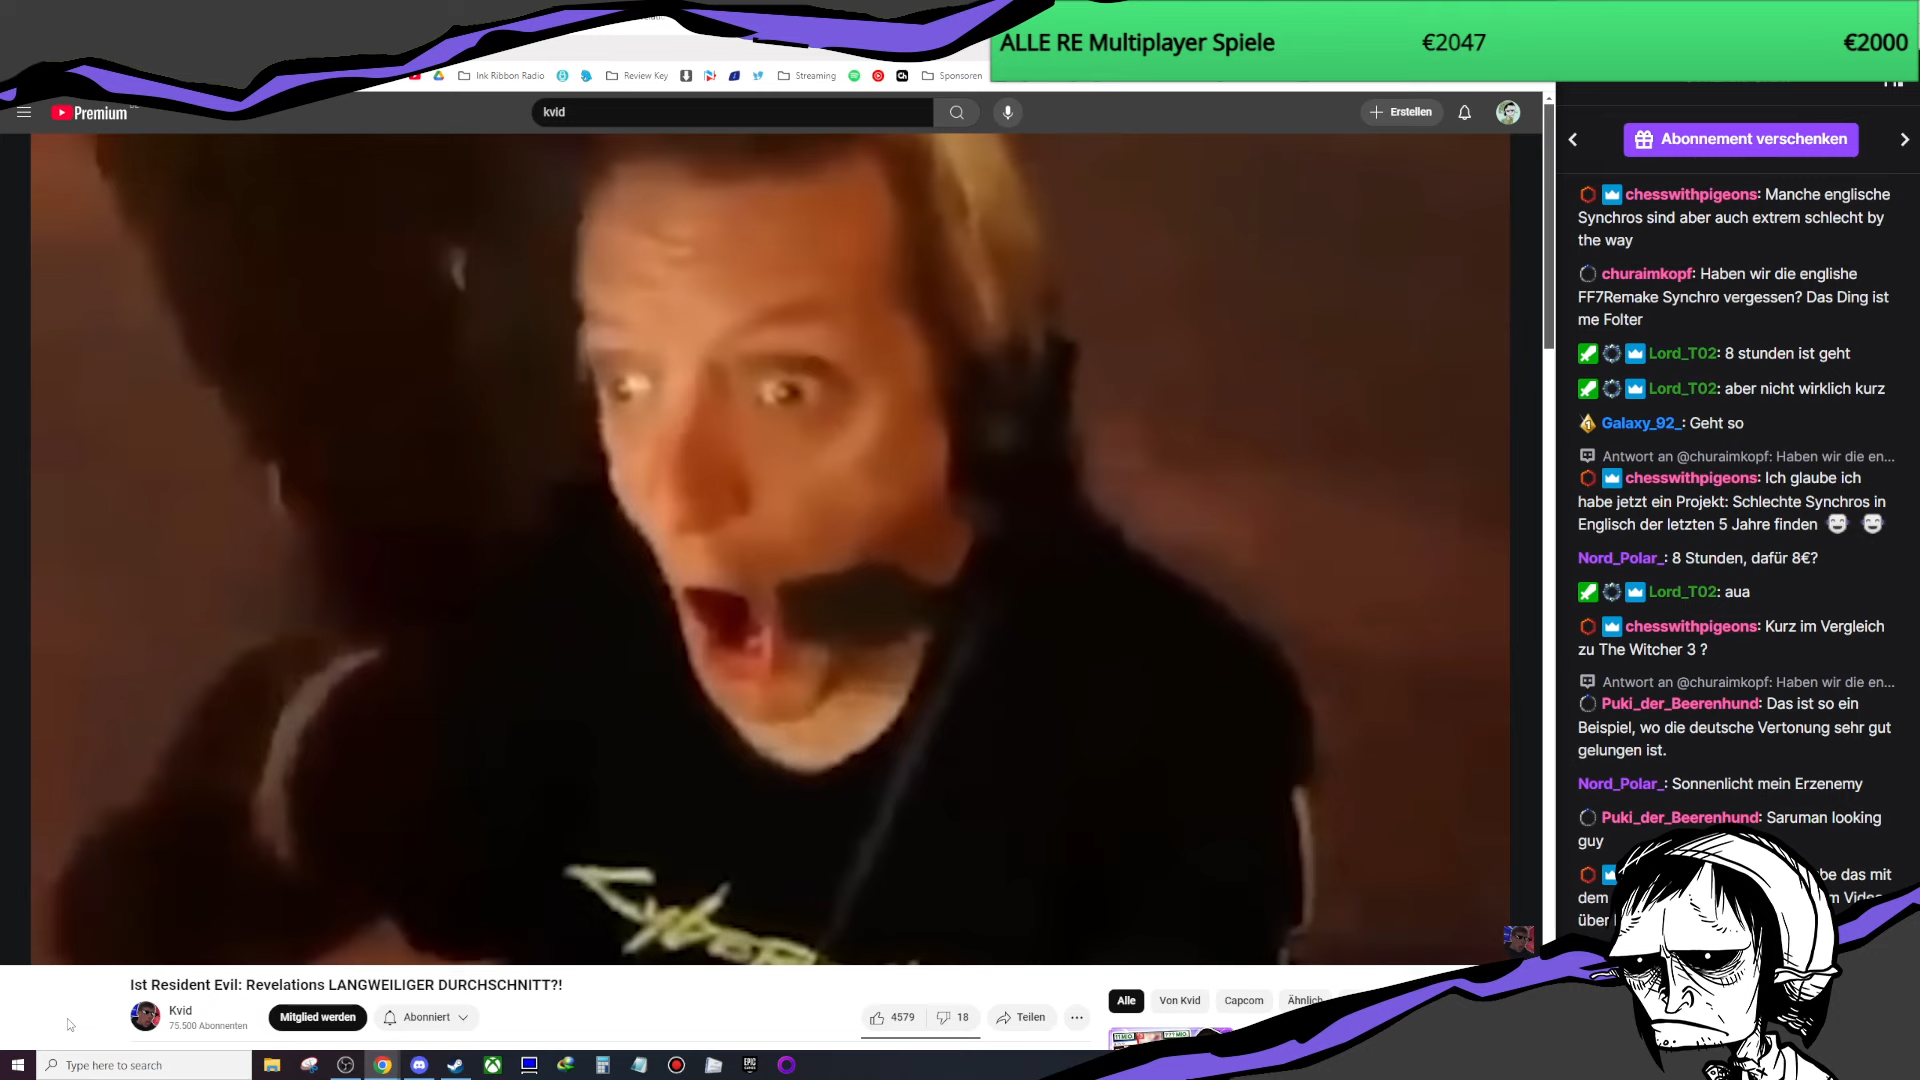 ALLE RE Multiplayer Spiele €2047 €2000
Ink Ribbon Radio Review Key Streaming Sponsoren
Premium kvid Erstellen
Abonnement verschenken
chesswithpigeons: Manche englische
Synchros sind aber auch extrem schlecht by
the way
churaimkopf: Haben wir die englishe
FF7Remake Synchro vergessen? Das Ding ist
me Folter
Lord_T02: 8 stunden ist geht
Lord_T02: aber nicht wirklich kurz
Galaxy_92_: Geht so
Antwort an @churaimkopf: Haben wir die en...
chesswithpigeons: Ich glaube ich
habe jetzt ein Projekt: Schlechte Synchros in
Englisch der letzten 5 Jahre finden
Nord_Polar_: 8 Stunden, dafür 8€?
Lord_T02: aua
chesswithpigeons: Kurz im Vergleich
zu The Witcher 3 ?
Antwort an @churaimkopf: Haben wir die en...
Puki_der_Beerenhund: Das ist so ein
Beispiel, wo die deutsche Vertonung sehr gut
gelungen ist.
Nord_Polar_: Sonnenlicht mein Erzenemy
Puki_der_Beerenhund: Saruman looking
guy
das mit
dem
über
Ist Resident Evil: Revelations LANGWEILIGER DURCHSCHNITT?!
Kvid
75.500 Abonnenten
Mitglied werden Abonniert 4579 18 Teilen
Alle Von Kvid Capcom Ähnlich
Type here to search